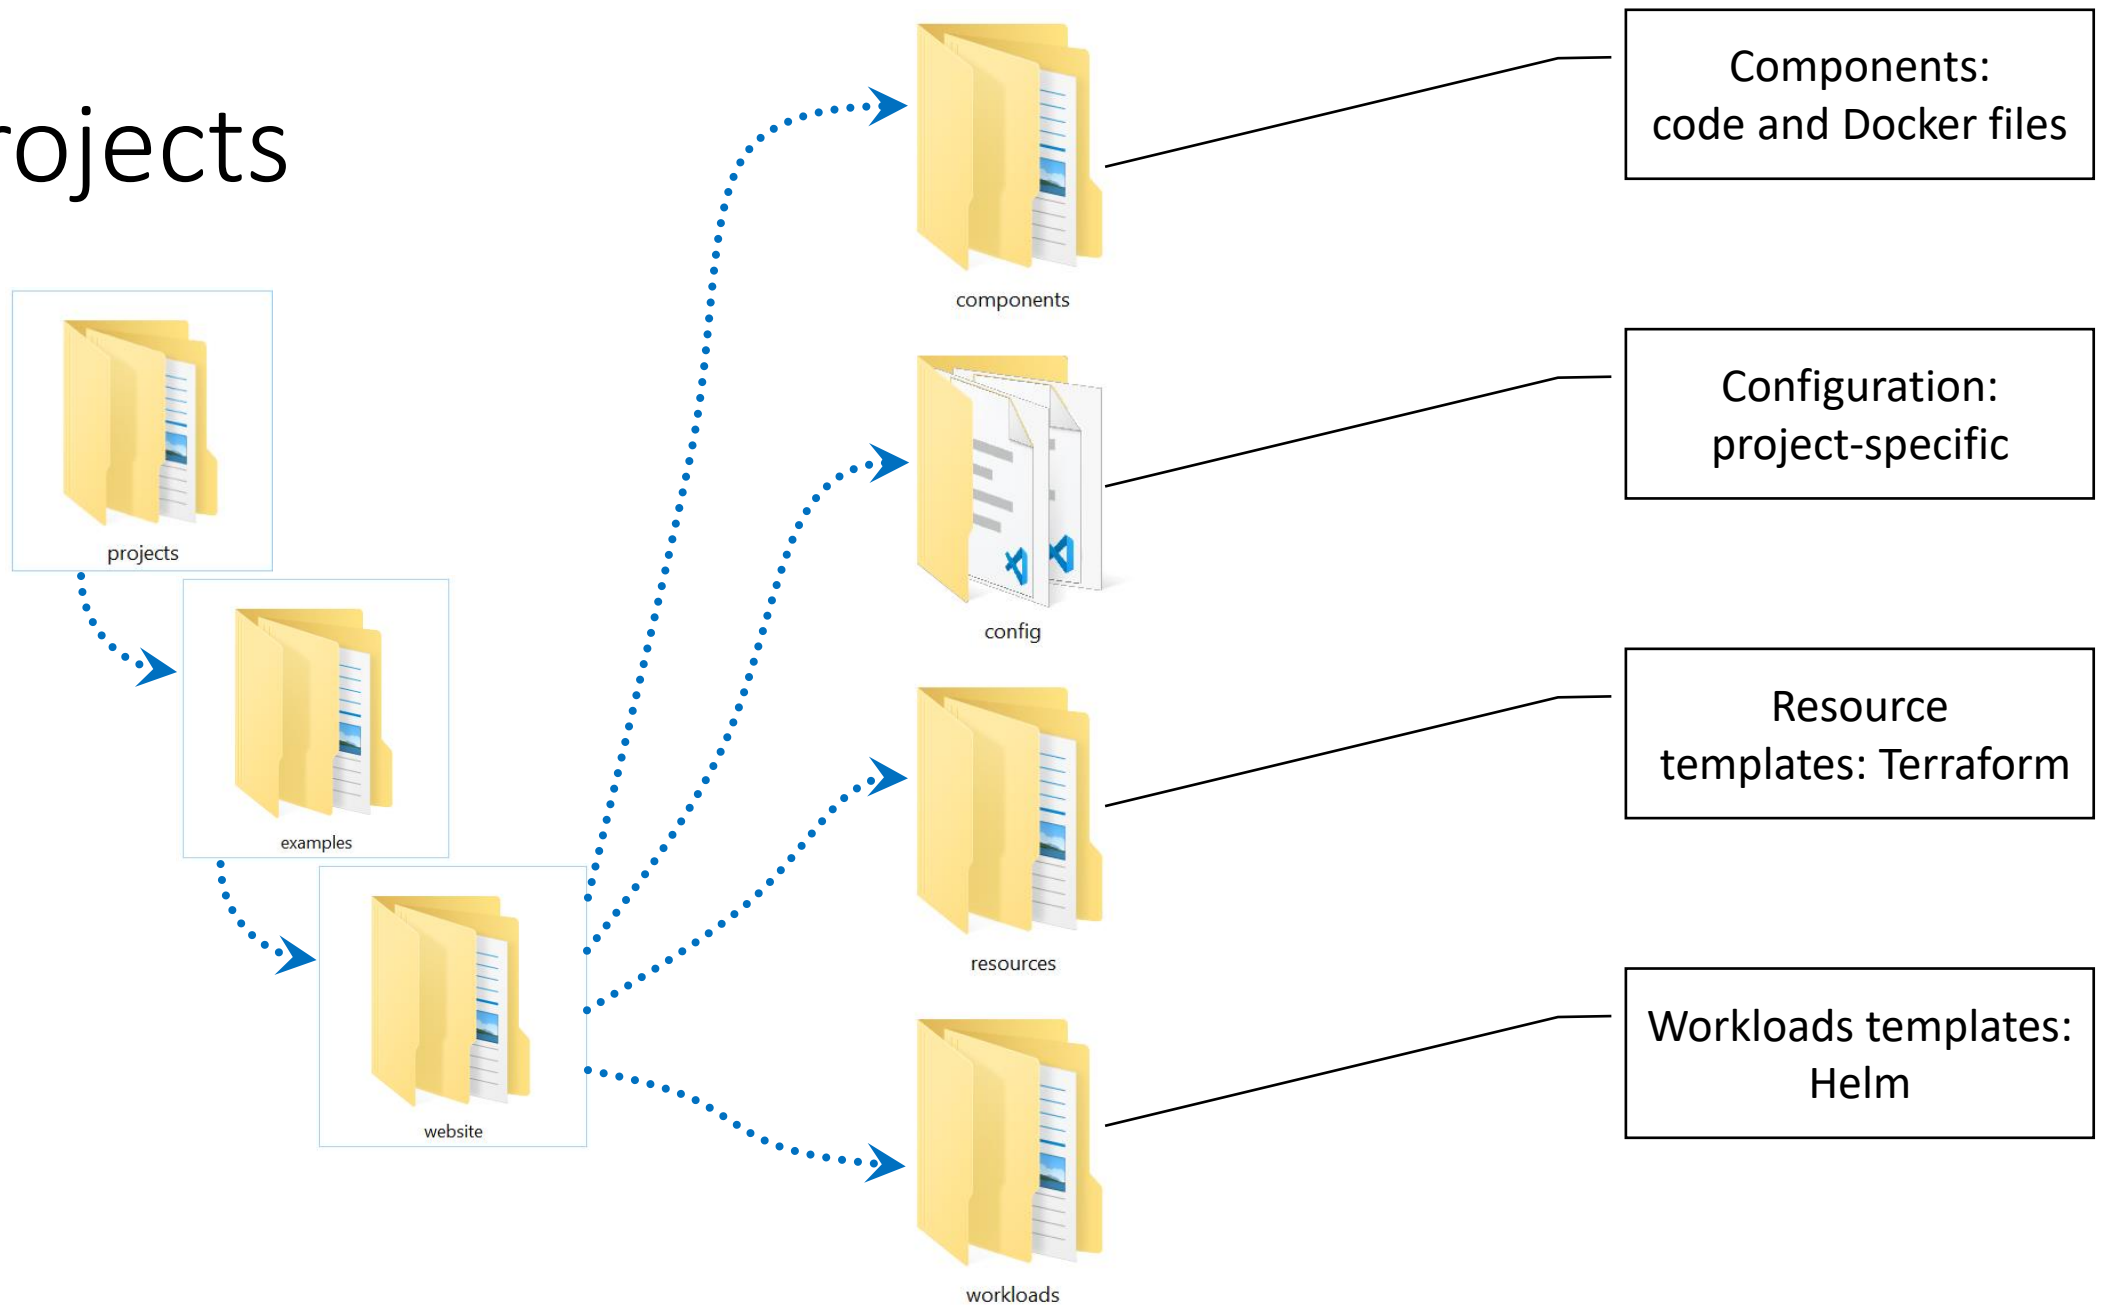 rojects
projects
examples
website
components
config
resources
workloads
Components:
code and Docker files
Configuration:
project-specific
Resource
templates: Terraform
Workloads templates:
Helm